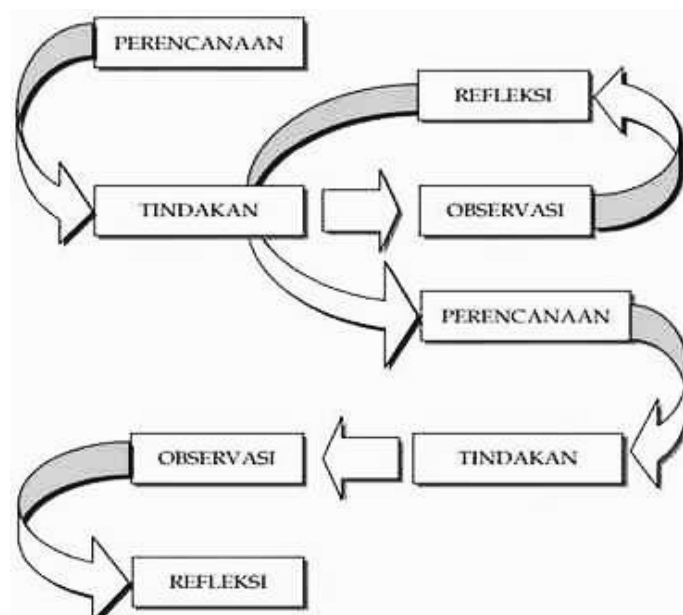 PERENCANAAN
REFLEKSI
TINDAKAN
OBSERVASI
PERENCANAAN
OBSERVASI
TINDAKAN
REFLEKSI